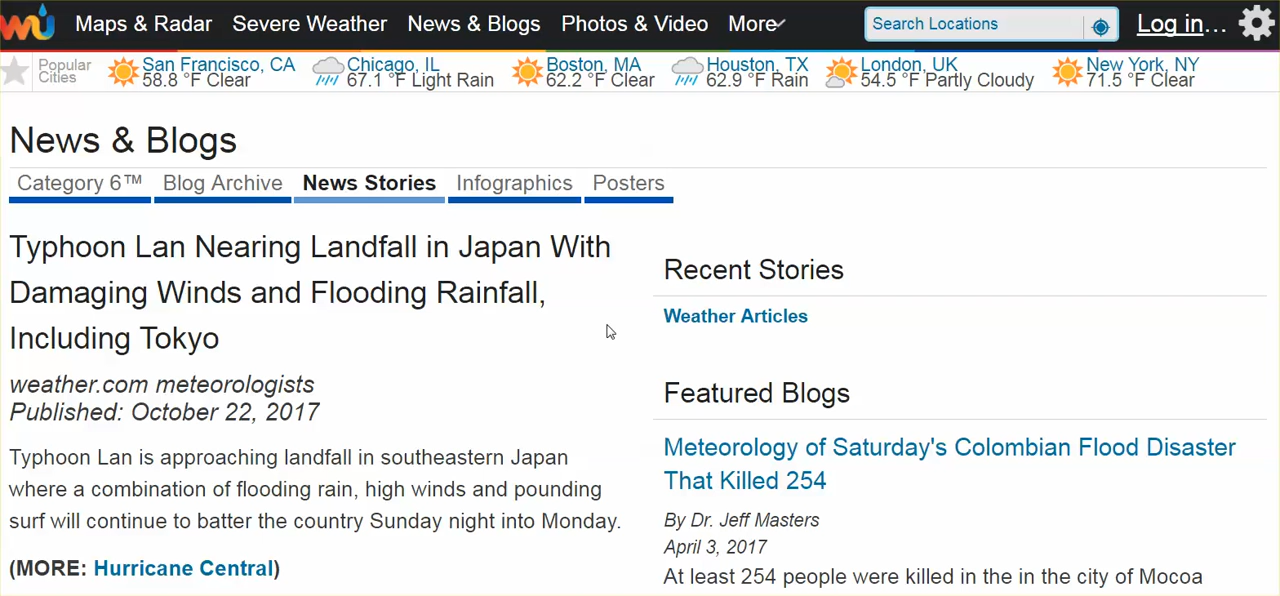 WU Maps & Radar Severe Weather News & Blogs Photos & Video More Search Locations Log in...
Popular Cities San Francisco, CA Chicago, IL Boston, MA Houston, TX London, UK New York, NY
58.8 °F Clear 67.1 °F Light Rain 62.2 °F Clear 62.9 °F Rain 54.5 °F Partly Cloudy 71.5 °F Clear
News & Blogs
Category 6™ Blog Archive News Stories Infographics Posters
Typhoon Lan Nearing Landfall in Japan With
Damaging Winds and Flooding Rainfall,
Including Tokyo
weather.com meteorologists
Published: October 22, 2017
Typhoon Lan is approaching landfall in southeastern Japan
where a combination of flooding rain, high winds and pounding
surf will continue to batter the country Sunday night into Monday.
(MORE: Hurricane Central)
Recent Stories
Weather Articles
Featured Blogs
Meteorology of Saturday's Colombian Flood Disaster
That Killed 254
By Dr. Jeff Masters
April 3, 2017
At least 254 people were killed in the in the city of Mocoa